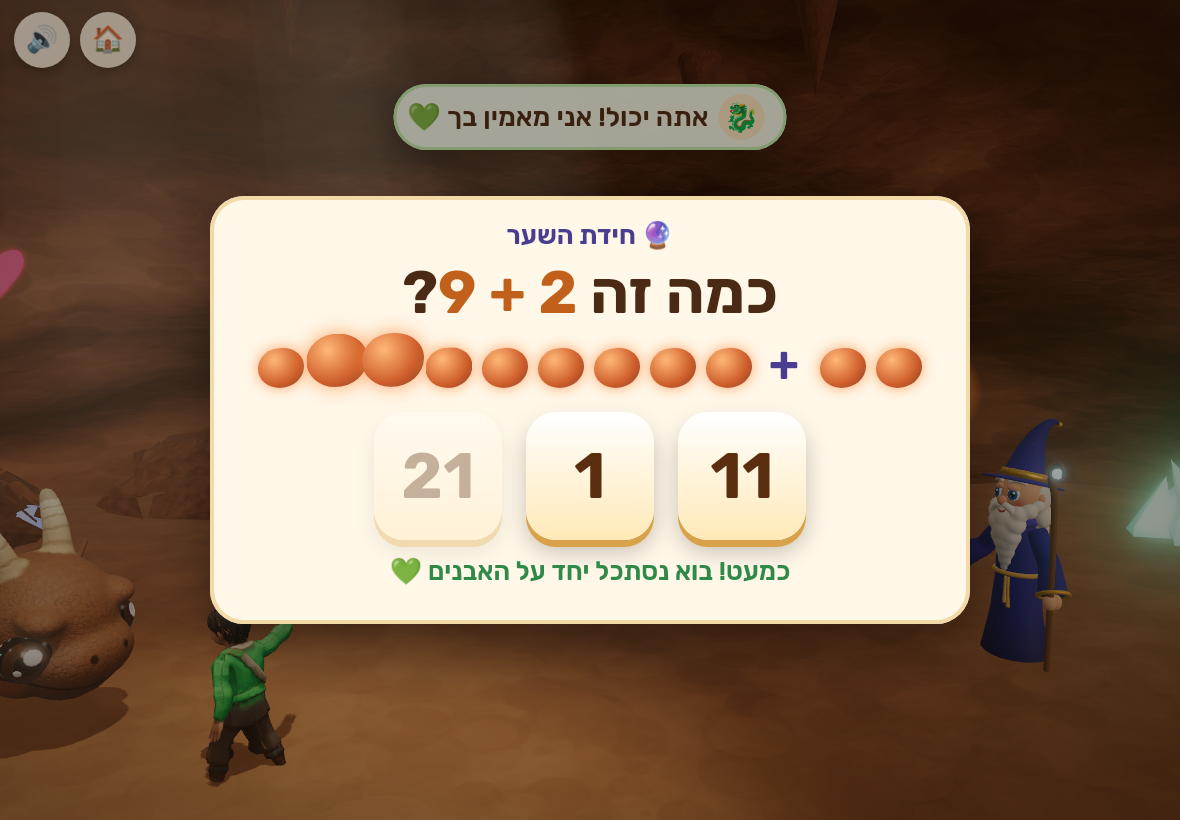 אתה יכול! אני מאמין בך 💚
🔮 חידת השער
כמה זה 2 + 9?
+
11 1 21
כמעט! בוא נסתכל יחד על האבנים 💚